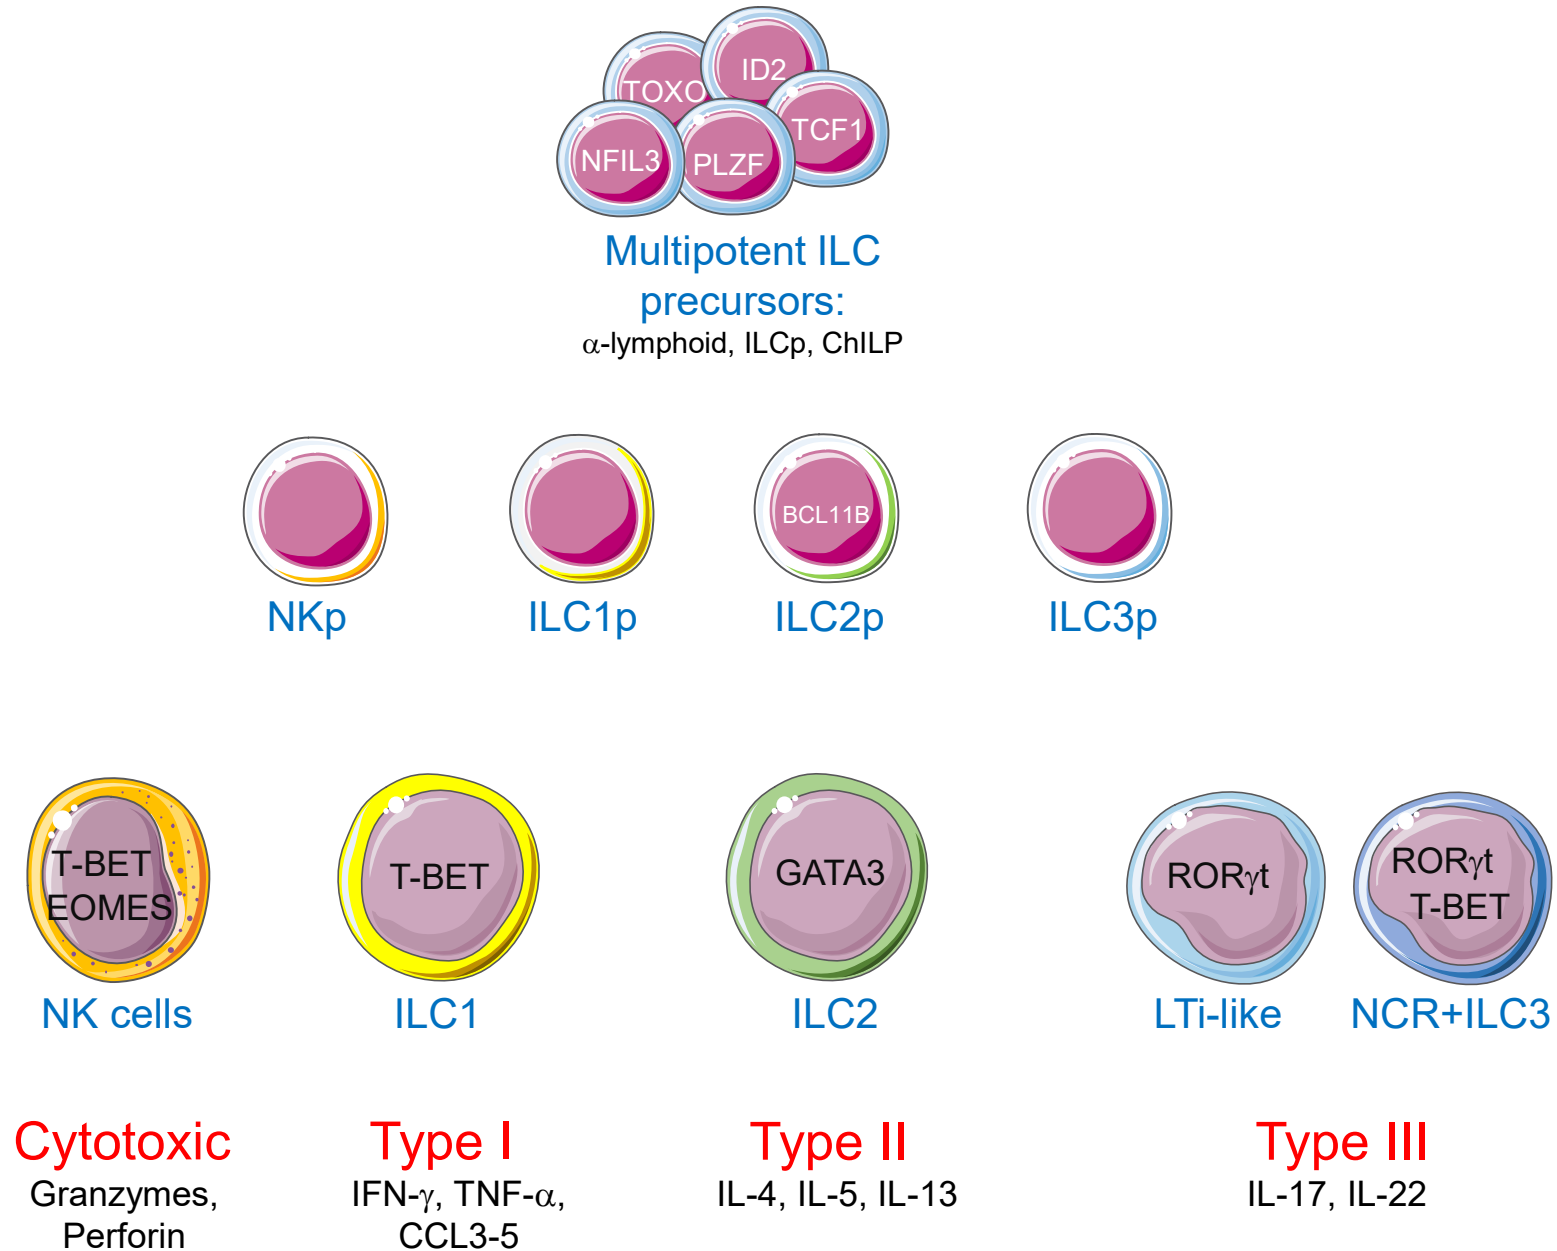 TOXO
ID2
TCF1
NFIL3
PLZF
Multipotent ILC
precursors:
α-lymphoid, ILCp, ChILP
BCL11B
NKp
ILC1p
ILC2p
ILC3p
T-BET
EOMES
T-BET
GATA3
RORγt
RORγt
T-BET
NK cells
ILC1
ILC2
LTi-like
NCR+ILC3
Cytotoxic
Granzymes,
Perforin
Type I
IFN-γ, TNF-α,
CCL3-5
Type II
IL-4, IL-5, IL-13
Type III
IL-17, IL-22